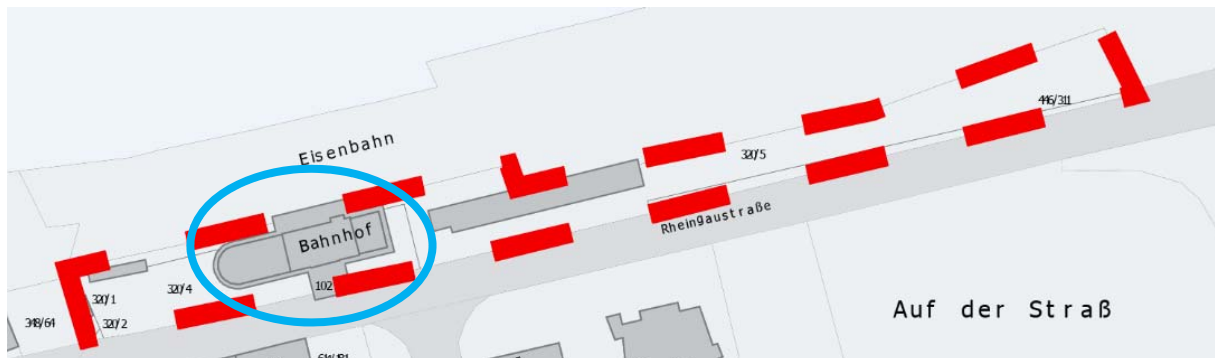 Eisenbahn
446/311
320/5
Rheingaustraße
Bahnhof
102
320/4
320/1
320/2
348/64
Auf der Straß